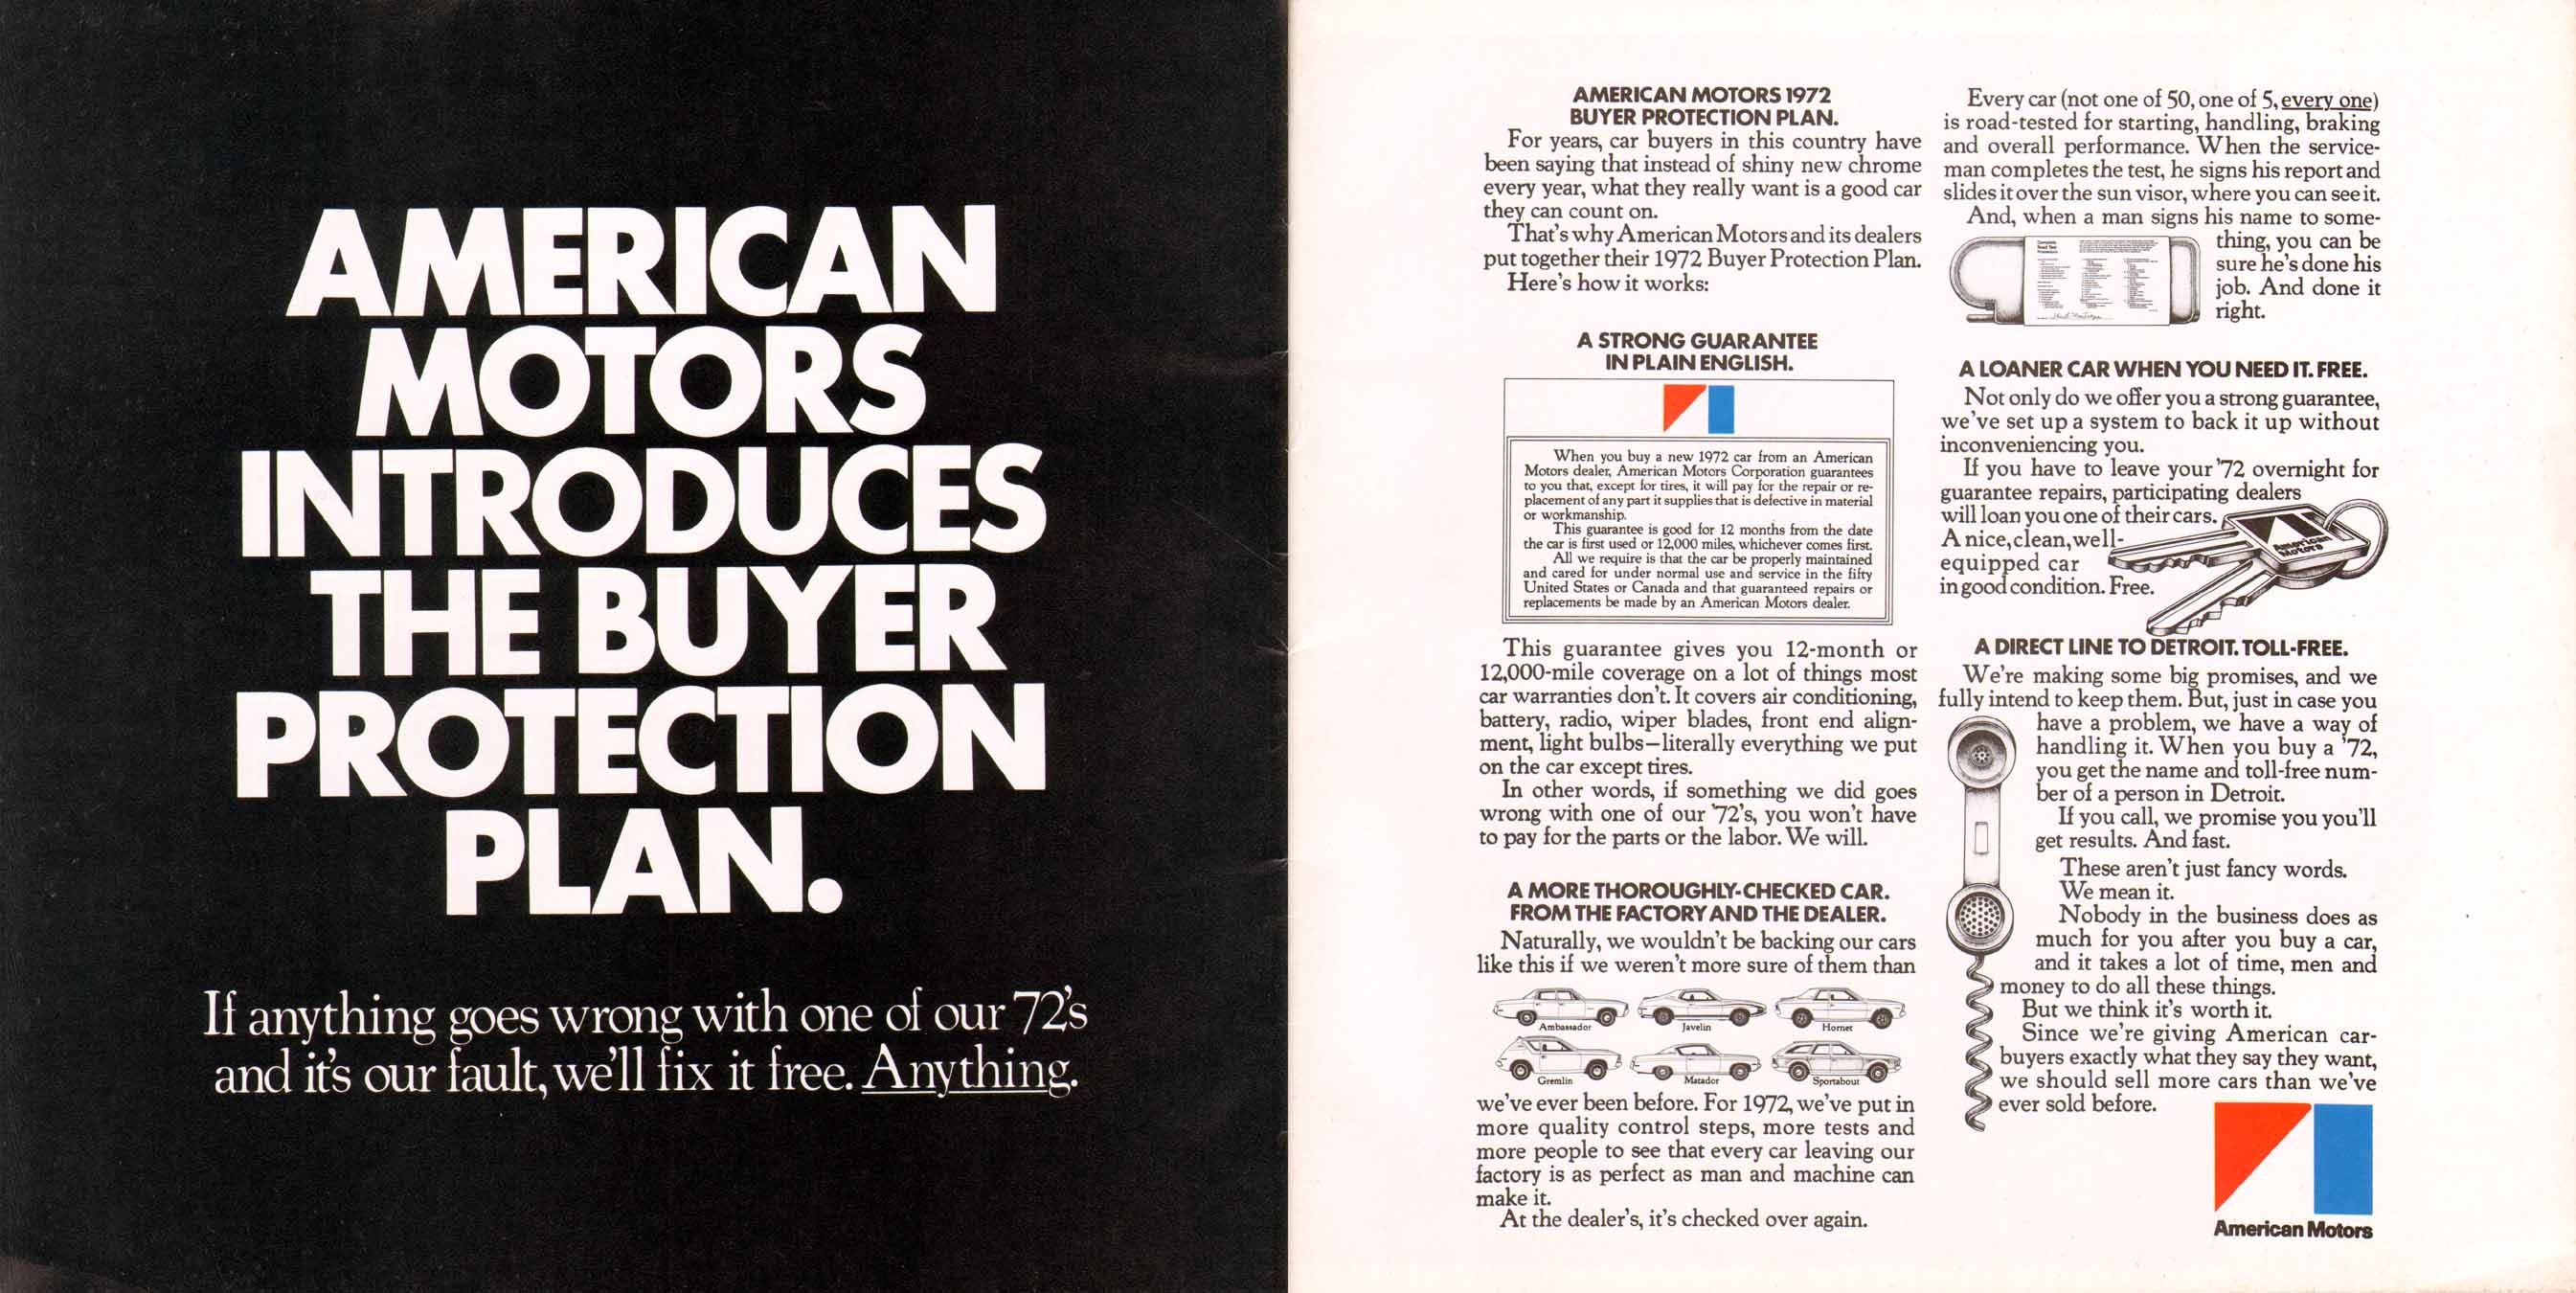 AMERICAN
MOTORS
INTRODUCES
THE BUYER
PROTECTION
PLAN.
If anything goes wrong with one of our 72's
and it's our fault, we'll fix it free. Anything.
AMERICAN MOTORS 1972
BUYER PROTECTION PLAN.
For years, car buyers in this country have
been saying that instead of shiny new chrome
every year, what they really want is a good car
they can count on.
That's why American Motors and its dealers
put together their 1972 Buyer Protection Plan.
Here's how it works:
A STRONG GUARANTEE
IN PLAIN ENGLISH.
When you buy a new 1972 car from an American
Motors dealer, American Motors Corporation guarantees
to you that, except for tires, it will pay for the repair or re-
placement of any part it supplies that is defective in material
or workmanship.
This guarantee is good for 12 months from the date
the car is first used or 12,000 miles, whichever comes first.
All we require is that the car be properly maintained
and cared for under normal use and service in the fifty
United States or Canada and that guaranteed repairs or
replacements be made by an American Motors dealer.
This guarantee gives you 12-month or
12,000-mile coverage on a lot of things most
car warranties don't. It covers air conditioning,
battery, radio, wiper blades, front end align-
ment, light bulbs—literally everything we put
on the car except tires.
In other words, if something we did goes
wrong with one of our '72's, you won't have
to pay for the parts or the labor. We will.
A MORE THOROUGHLY-CHECKED CAR.
FROM THE FACTORY AND THE DEALER.
Naturally, we wouldn't be backing our cars
like this if we weren't more sure of them than
Ambassador Javelin Hornet
Gremlin Matador Sportabout
we've ever been before. For 1972, we've put in
more quality control steps, more tests and
more people to see that every car leaving our
factory is as perfect as man and machine can
make it.
At the dealer's, it's checked over again.
Every car (not one of 50, one of 5, every one)
is road-tested for starting, handling, braking
and overall performance. When the service-
man completes the test, he signs his report and
slides it over the sun visor, where you can see it.
And, when a man signs his name to some-
thing, you can be
sure he's done his
job. And done it
right.
A LOANER CAR WHEN YOU NEED IT. FREE.
Not only do we offer you a strong guarantee,
we've set up a system to back it up without
inconveniencing you.
If you have to leave your '72 overnight for
guarantee repairs, participating dealers
will loan you one of their cars.
A nice, clean, well-
equipped car
in good condition. Free.
American
Motors
A DIRECT LINE TO DETROIT. TOLL-FREE.
We're making some big promises, and we
fully intend to keep them. But, just in case you
have a problem, we have a way of
handling it. When you buy a '72,
you get the name and toll-free num-
ber of a person in Detroit.
If you call, we promise you you'll
get results. And fast.
These aren't just fancy words.
We mean it.
Nobody in the business does as
much for you after you buy a car,
and it takes a lot of time, men and
money to do all these things.
But we think it's worth it.
Since we're giving American car-
buyers exactly what they say they want,
we should sell more cars than we've
ever sold before.
American Motors